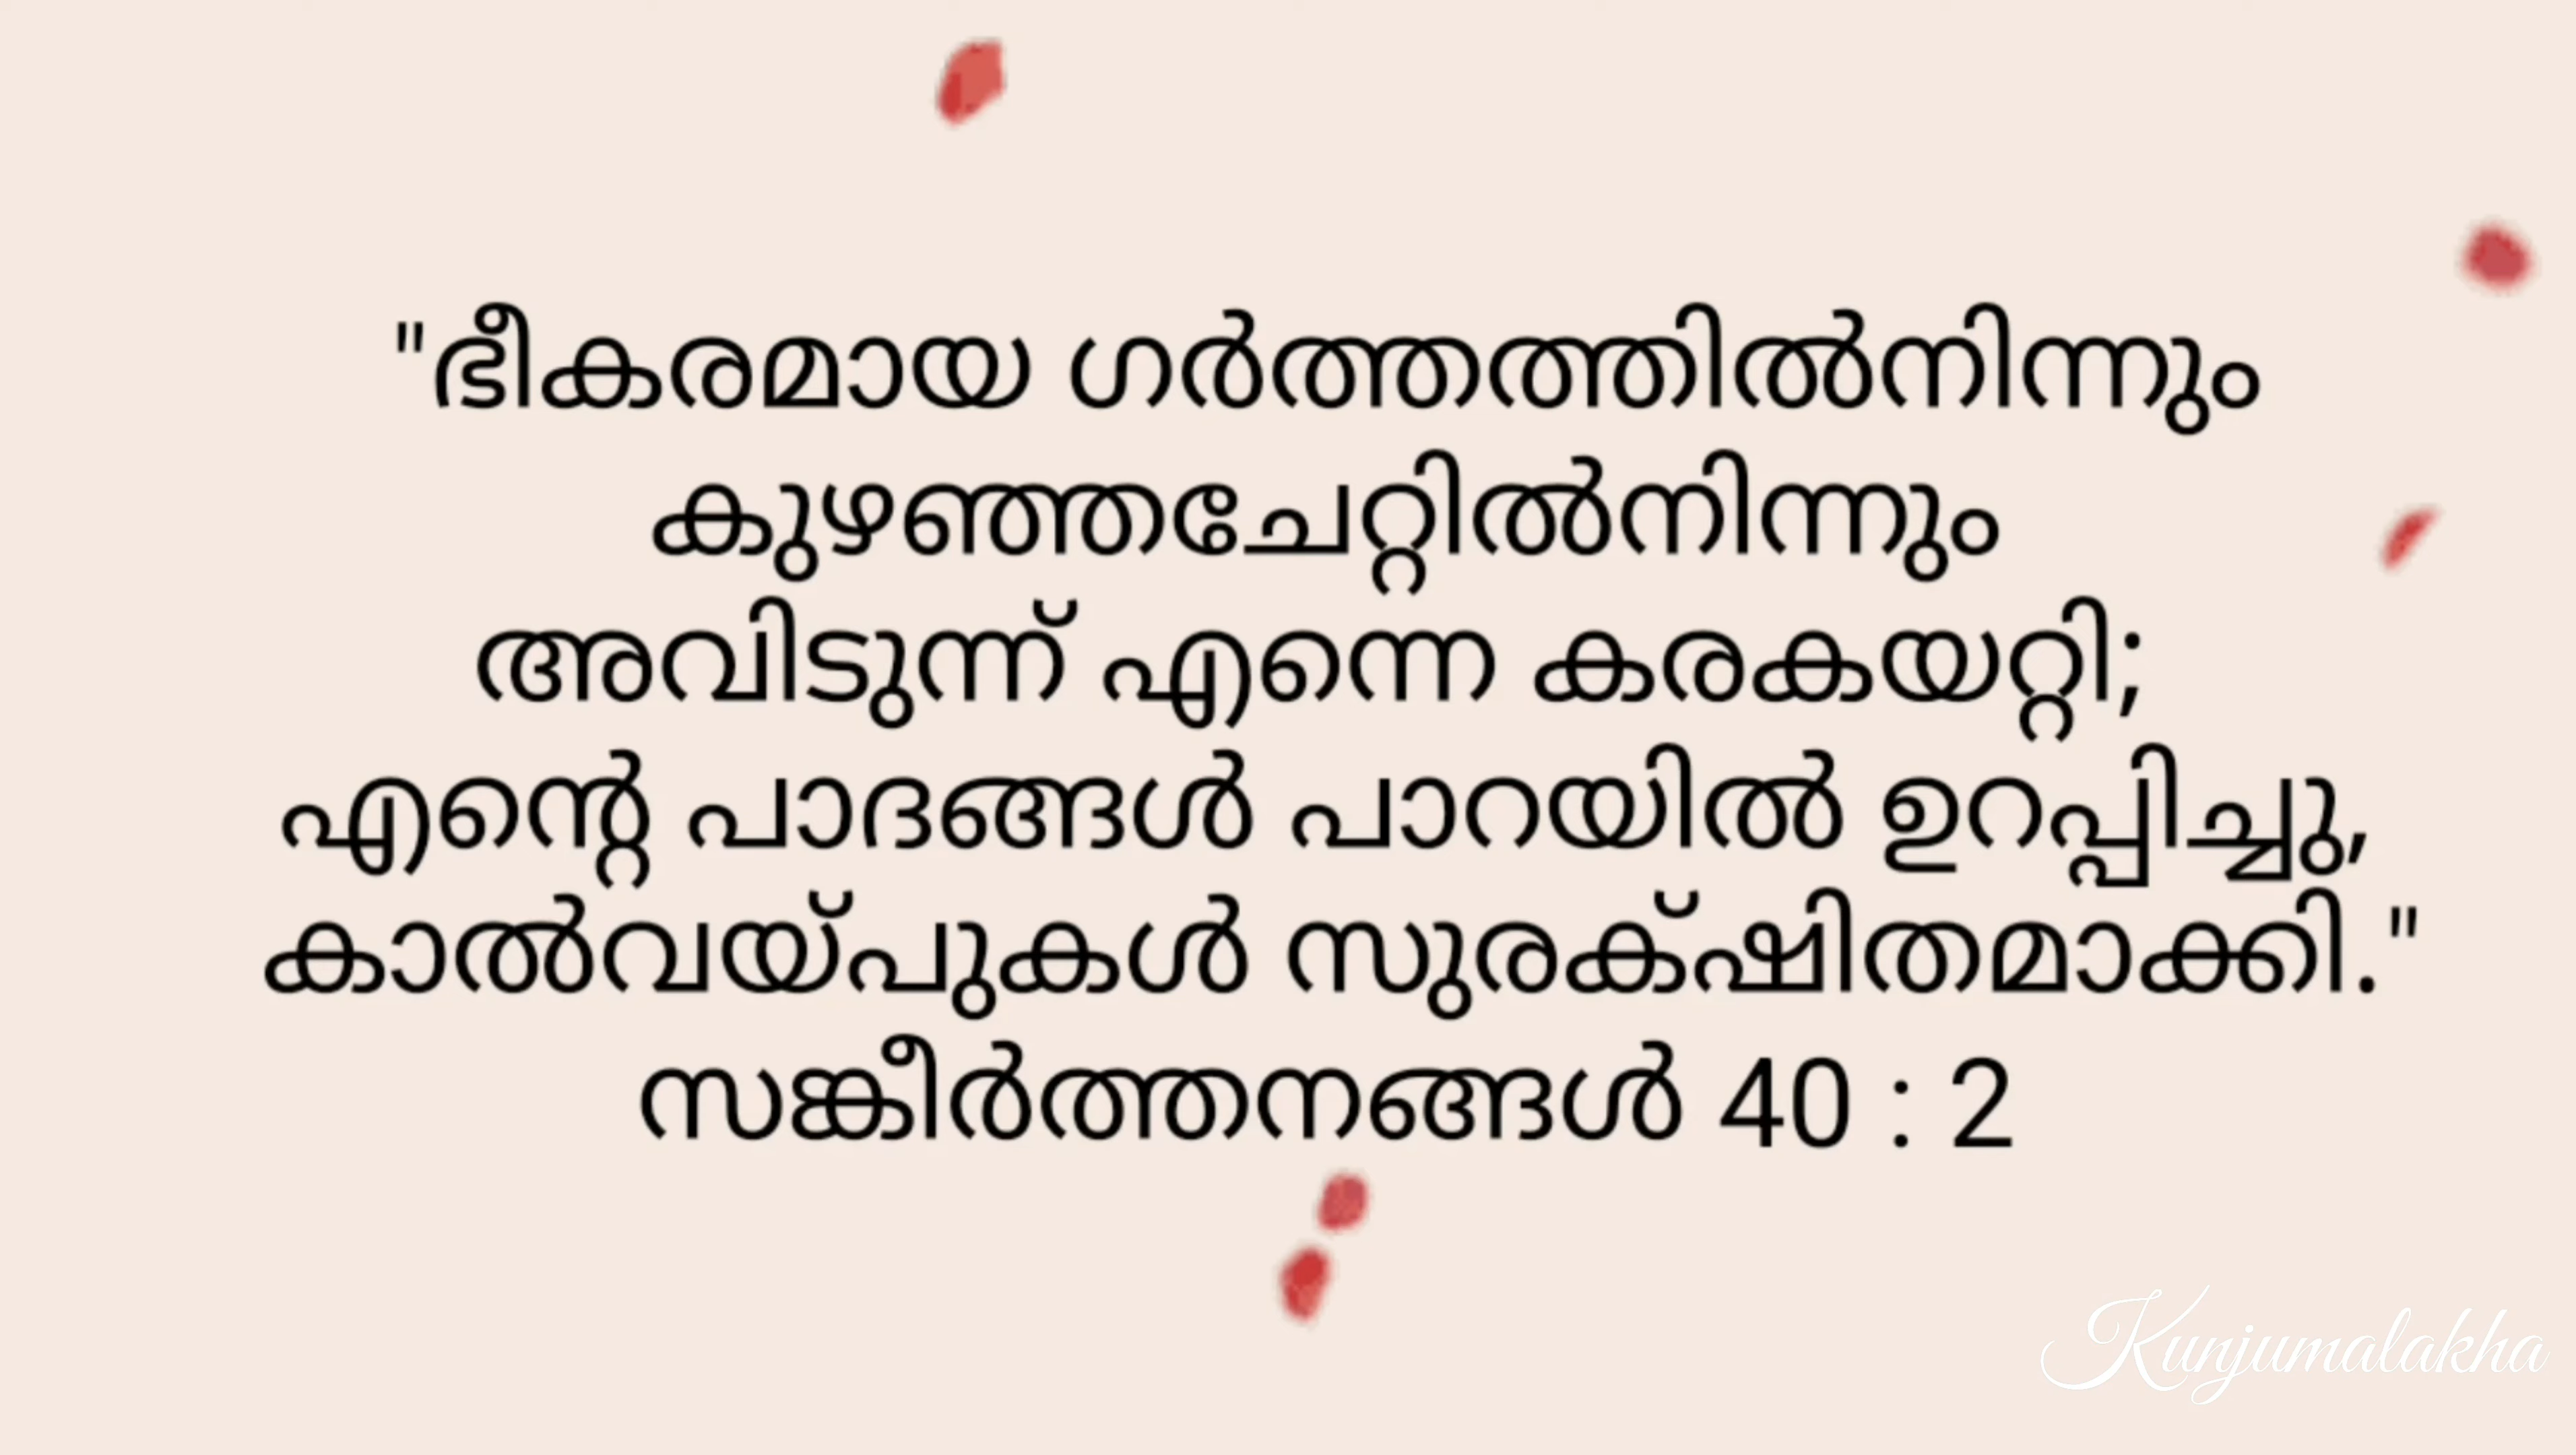 "ഭീകരമായ ഗർത്തത്തിൽനിന്നും
കുഴഞ്ഞചേറ്റിൽനിന്നും
അവിടുന്ന് എന്നെ കരകയറ്റി;
എന്റെ പാദങ്ങൾ പാറയിൽ ഉറപ്പിച്ചു,
കാൽവയ്പുകൾ സുരക്‌ഷിതമാക്കി."
സങ്കീർത്തനങ്ങൾ 40 : 2
Kunjumalakha